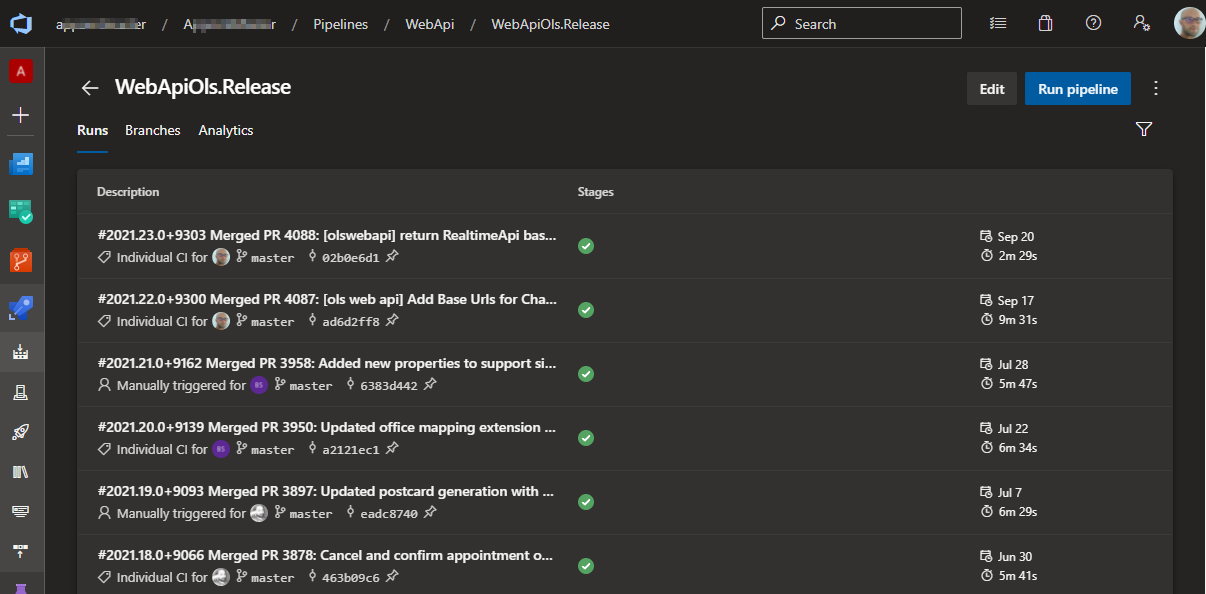 / / Pipelines / WebApi / WebApiOls.Release
Search
A
WebApiOls.Release
Edit
Run pipeline
Runs
Branches
Analytics
Description
Stages
#2021.23.0+9303 Merged PR 4088: [olswebapi] return RealtimeApi bas...
Sep 20
Individual CI for master 02b0e6d1
2m 29s
#2021.22.0+9300 Merged PR 4087: [ols web api] Add Base Urls for Cha...
Sep 17
Individual CI for master ad6d2ff8
9m 31s
#2021.21.0+9162 Merged PR 3958: Added new properties to support si...
Jul 28
Manually triggered for BS master 6383d442
5m 47s
#2021.20.0+9139 Merged PR 3950: Updated office mapping extension ...
Jul 22
Individual CI for BS master a2121ec1
6m 34s
#2021.19.0+9093 Merged PR 3897: Updated postcard generation with ...
Jul 7
Manually triggered for master eadc8740
6m 29s
#2021.18.0+9066 Merged PR 3878: Cancel and confirm appointment o...
Jun 30
Individual CI for master 463b09c6
5m 41s